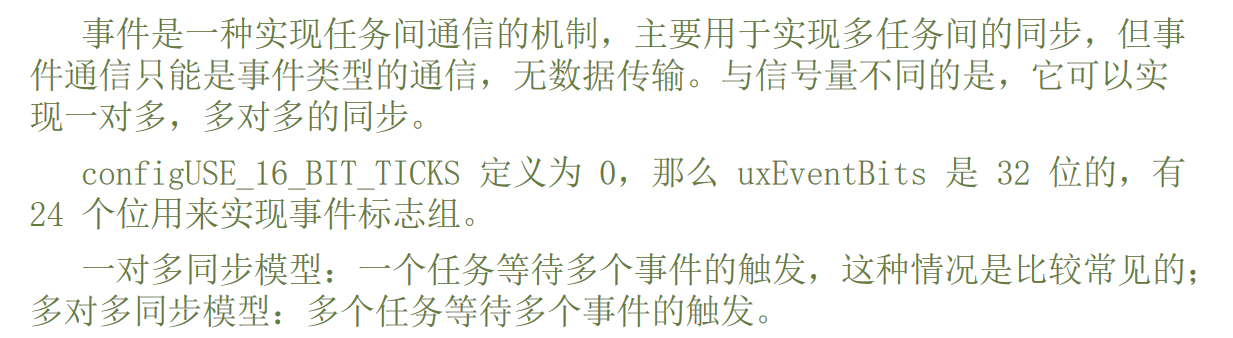 事件是一种实现任务间通信的机制，主要用于实现多任务间的同步，但事
件通信只能是事件类型的通信，无数据传输。与信号量不同的是，它可以实
现一对多，多对多的同步。
configUSE_16_BIT_TICKS 定义为 0，那么 uxEventBits 是 32 位的，有
24 个位用来实现事件标志组。
一对多同步模型：一个任务等待多个事件的触发，这种情况是比较常见的；
多对多同步模型：多个任务等待多个事件的触发。